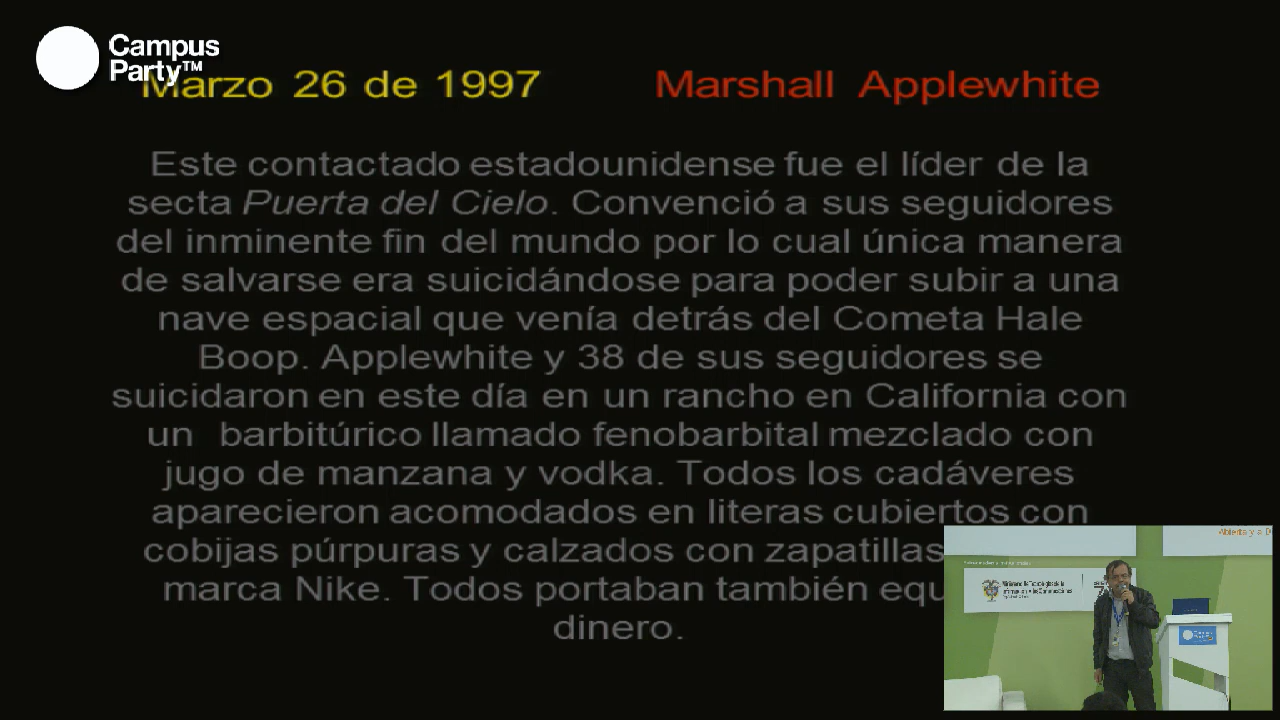 Campus
Party™
Marzo 26 de 1997 Marshall Applewhite
Este contactado estadounidense fue el líder de la
secta Puerta del Cielo. Convenció a sus seguidores
del inminente fin del mundo por lo cual única manera
de salvarse era suicidándose para poder subir a una
nave espacial que venía detrás del Cometa Hale
Boop. Applewhite y 38 de sus seguidores se
suicidaron en este día en un rancho en California con
un barbitúrico llamado fenobarbital mezclado con
jugo de manzana y vodka. Todos los cadáveres
aparecieron acomodados en literas cubiertos con
cobijas púrpuras y calzados con zapatillas
marca Nike. Todos portaban también equ
dinero.
Abierta y a D